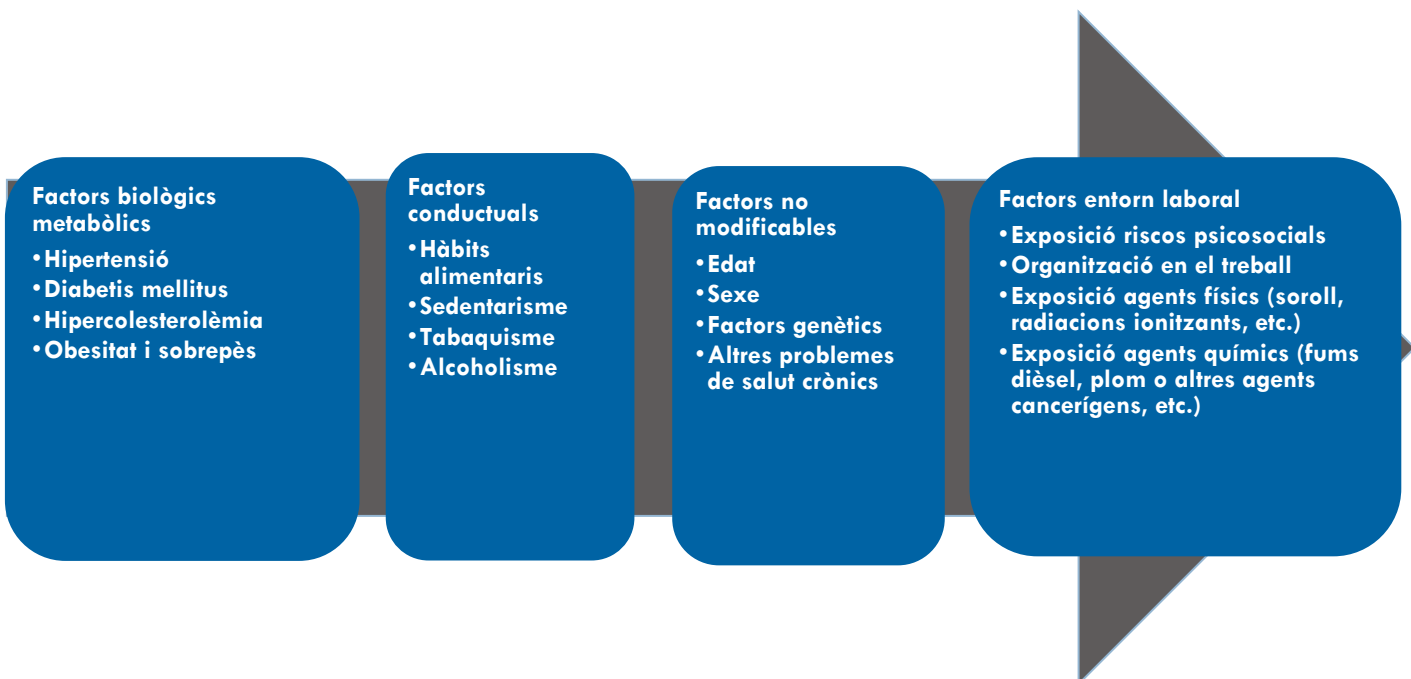 Factors biològics
metabòlics
•Hipertensió
•Diabetis mellitus
•Hipercolesterolèmia
•Obesitat i sobrepès
Factors
conductuals
•Hàbits
alimentaris
•Sedentarisme
•Tabaquisme
•Alcoholisme
Factors no
modificables
•Edat
•Sexe
•Factors genètics
•Altres problemes
de salut crònics
Factors entorn laboral
•Exposició riscos psicosocials
•Organització en el treball
•Exposició agents físics (soroll,
radiacions ionitzants, etc.)
•Exposició agents químics (fums
dièsel, plom o altres agents
cancerígens, etc.)